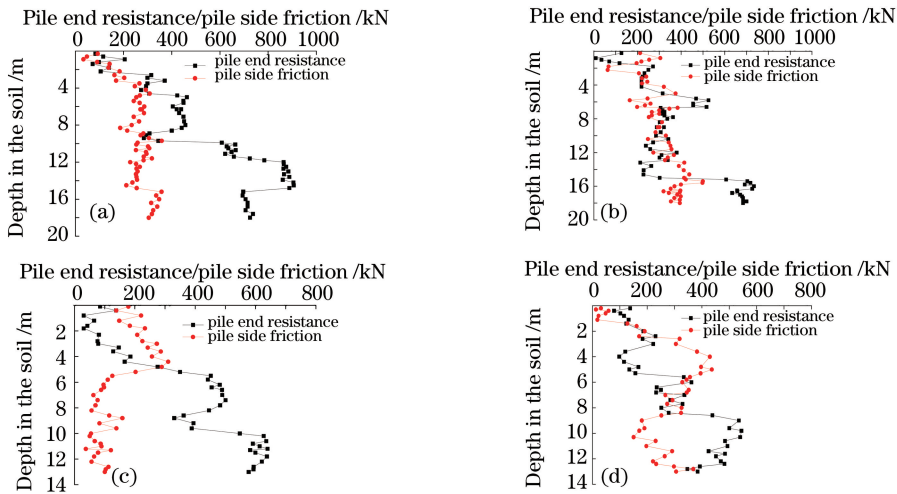 Pile end resistance/pile side friction /kN
0 200 400 600 800 1000
pile end resistance
pile side friction
Depth in the soil /m
4
8
12
16
20
(a)
Pile end resistance/pile side friction /kN
0 200 400 600 800 1000
pile end resistance
pile side friction
Depth in the soil /m
4
8
12
16
20
(b)
Pile end resistance/pile side friction /kN
0 200 400 600 800
pile end resistance
pile side friction
Depth in the soil /m
2
4
6
8
10
12
14
(c)
Pile end resistance/pile side friction /kN
0 200 400 600 800
pile end resistance
pile side friction
Depth in the soil /m
2
4
6
8
10
12
14
(d)